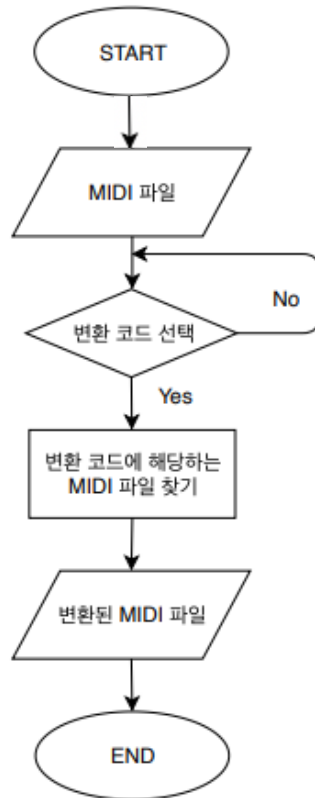 START
MIDI 파일
No
변환 코드 선택
Yes
변환 코드에 해당하는
MIDI 파일 찾기
변환된 MIDI 파일
END